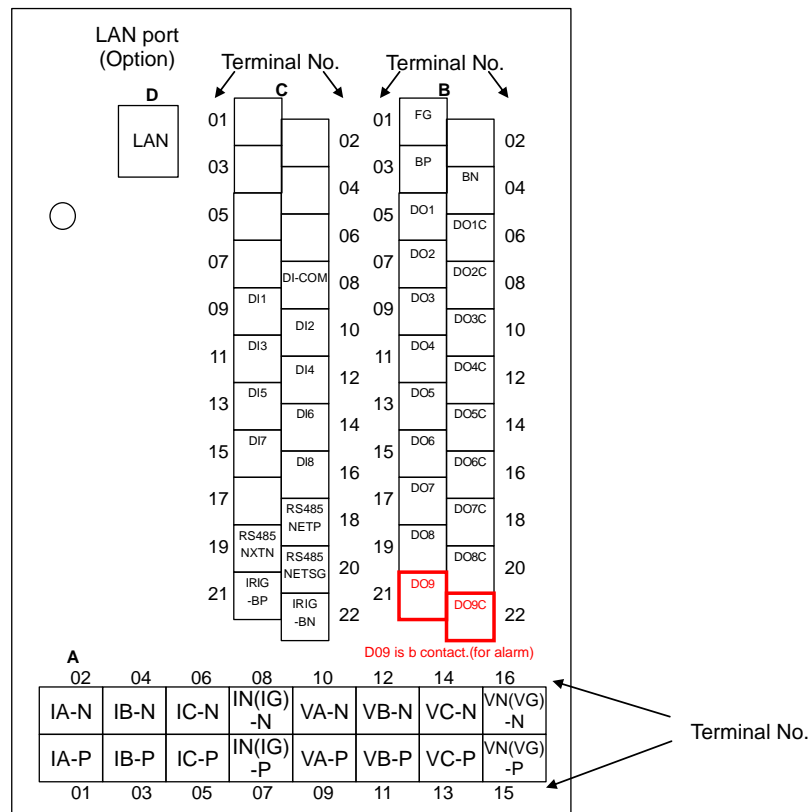 LAN port
(Option)
D
LAN
Terminal No.
C
01
02
03
04
05
06
07
DI-COM
08
DI1
09
DI2
10
DI3
11
DI4
12
DI5
13
DI6
14
DI7
15
DI8
16
17
RS485
NETP
18
RS485
NXTN
19
RS485
NETSG
20
IRIG
-BP
21
IRIG
-BN
22
Terminal No.
B
01
FG
02
03
BP
BN
04
05
DO1
DO1C
06
07
DO2
DO2C
08
09
DO3
DO3C
10
11
DO4
DO4C
12
13
DO5
DO5C
14
15
DO6
DO6C
16
17
DO7
DO7C
18
19
DO8
DO8C
20
21
DO9
DO9C
22
D09 is b contact.(for alarm)
A
02 04 06 08 10 12 14 16
IA-N IB-N IC-N IN(IG)-N VA-N VB-N VC-N VN(VG)-N
IA-P IB-P IC-P IN(IG)-P VA-P VB-P VC-P VN(VG)-P
01 03 05 07 09 11 13 15
Terminal No.